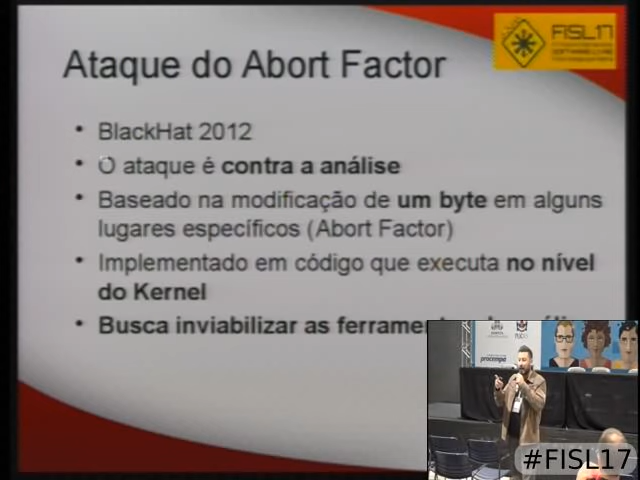 Ataque do Abort Factor
FISL17
• BlackHat 2012
• O ataque é contra a análise
• Baseado na modificação de um byte em alguns
lugares específicos (Abort Factor)
• Implementado em código que executa no nível
do Kernel
• Busca inviabilizar as
procempa
#FISL17